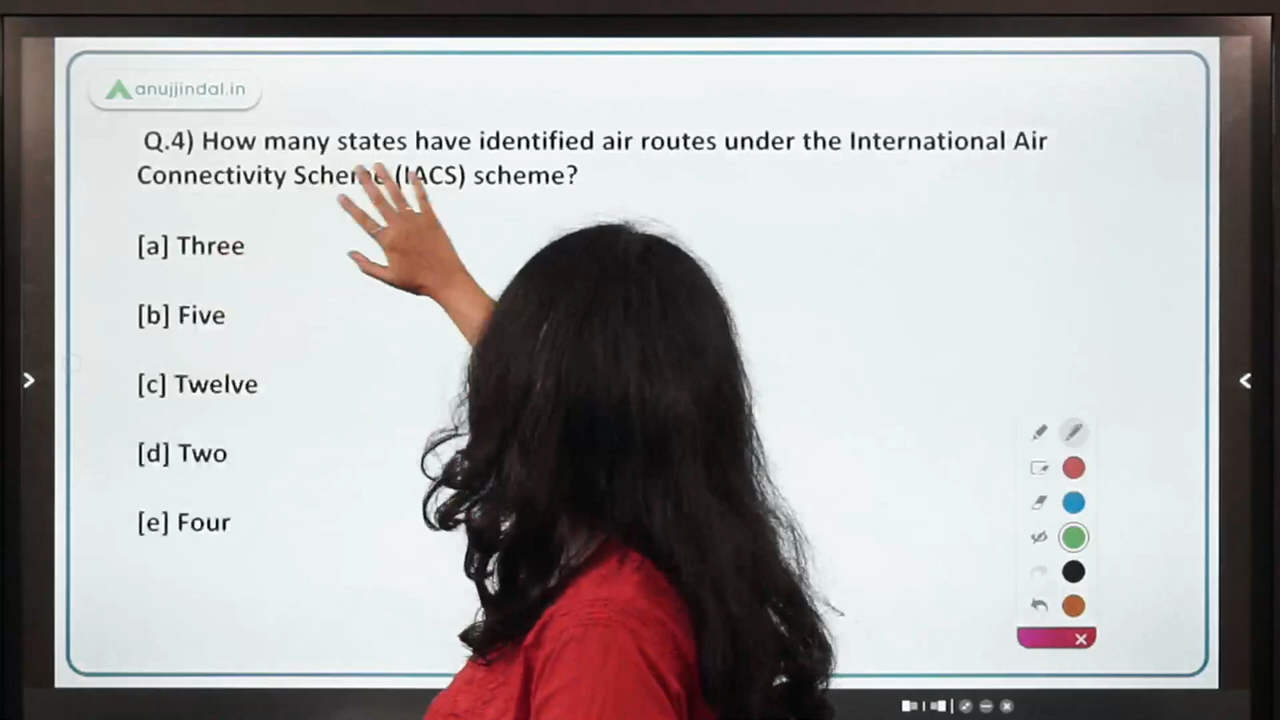 anujjindal.in
Q.4) How many states have identified air routes under the International Air
Connectivity Scheme (IACS) scheme?
[a] Three
[b] Five
[c] Twelve
[d] Two
[e] Four